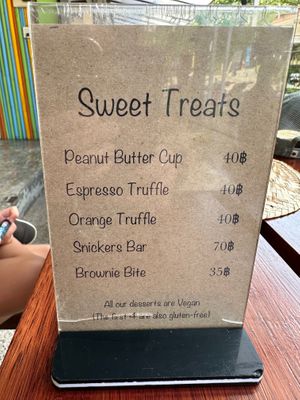 Sweet Treats
Peanut Butter Cup 40฿
Espresso Truffle 40฿
Orange Truffle 40฿
Snickers Bar 70฿
Brownie Bite 35฿
All our desserts are Vegan
(The first 4 are also gluten-free)